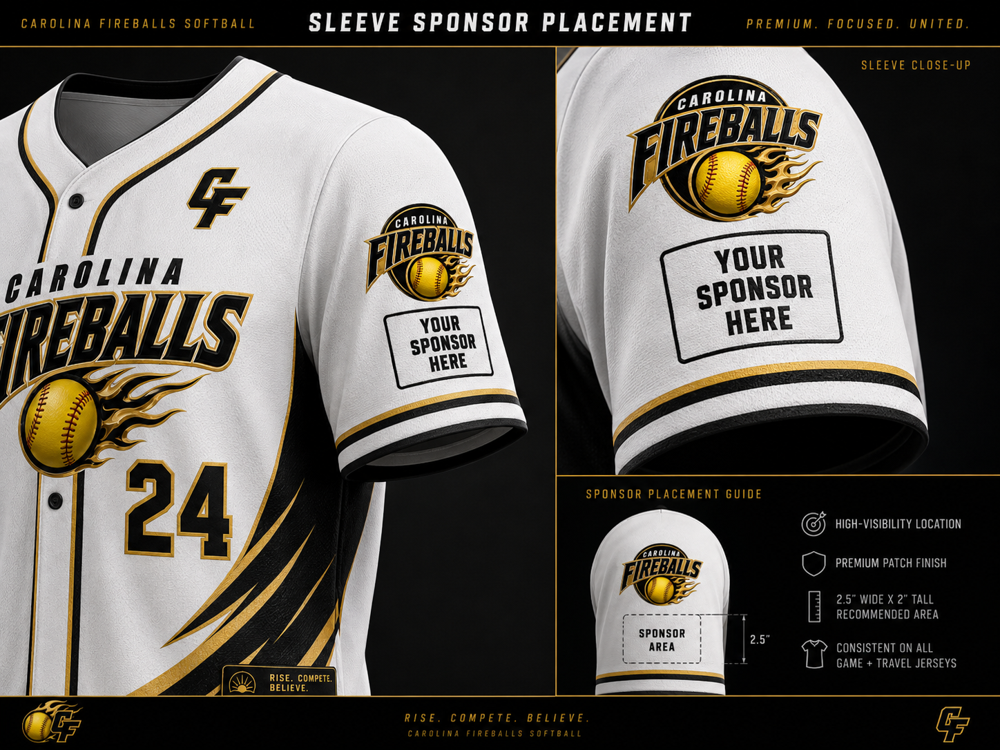 CAROLINA FIREBALLS SOFTBALL
SLEEVE SPONSOR PLACEMENT
PREMIUM. FOCUSED. UNITED.
CF
CAROLINA
FIREBALLS
24
RISE. COMPETE.
BELIEVE.
CAROLINA
FIREBALLS
YOUR
SPONSOR
HERE
SLEEVE CLOSE-UP
CAROLINA
FIREBALLS
YOUR
SPONSOR
HERE
SPONSOR PLACEMENT GUIDE
CAROLINA
FIREBALLS
SPONSOR
AREA
2.5"
HIGH-VISIBILITY LOCATION
PREMIUM PATCH FINISH
2.5" WIDE X 2" TALL
RECOMMENDED AREA
CONSISTENT ON ALL
GAME + TRAVEL JERSEYS
CF
RISE. COMPETE. BELIEVE.
CAROLINA FIREBALLS SOFTBALL
CF